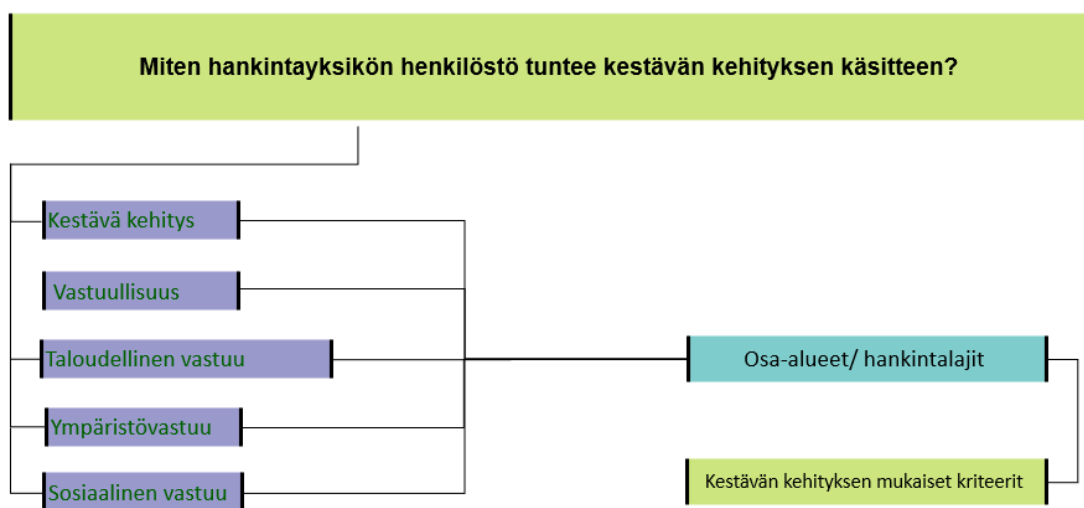 Miten hankintayksikön henkilöstö tuntee kestävän kehityksen käsitteen?
Kestävä kehitys
Vastuullisuus
Taloudellinen vastuu
Osa-alueet/ hankintalajit
Ympäristövastuu
Sosiaalinen vastuu
Kestävän kehityksen mukaiset kriteerit